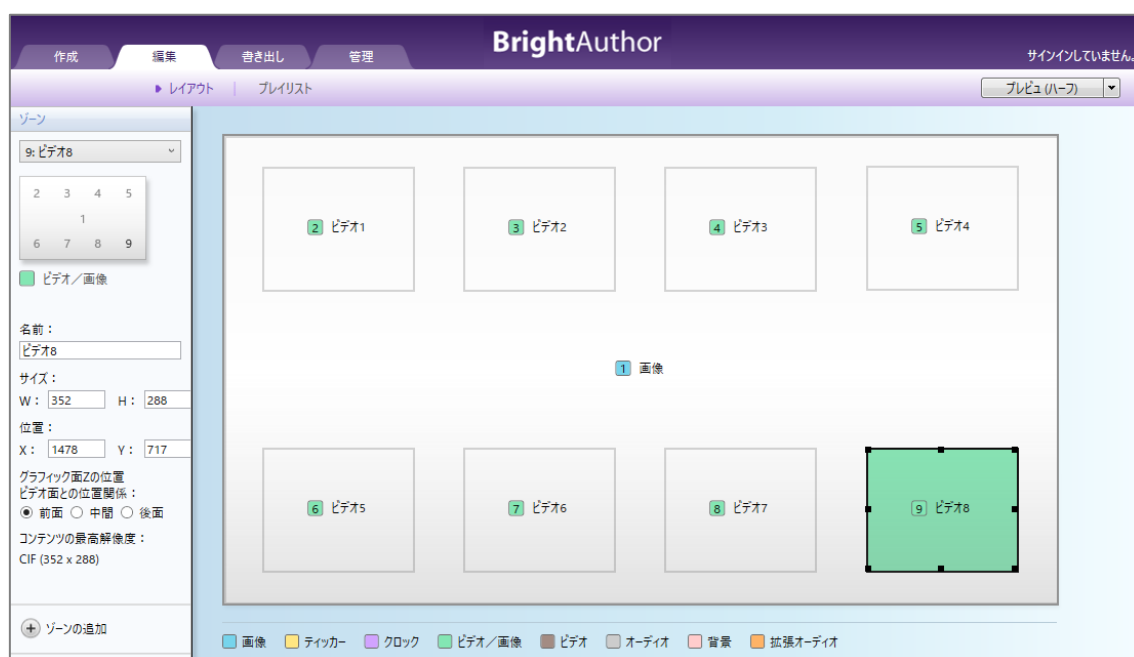 BrightAuthor
作成 編集 書き出し 管理
サインインしていません。
レイアウト | プレイリスト
プレビュ (ハーフ)
ゾーン
9: ビデオ8
2 3 4 5
1
6 7 8 9
ビデオ／画像
名前：
ビデオ8
サイズ：
W： 352 H： 288
位置：
X： 1478 Y： 717
グラフィック面Zの位置
ビデオ面との位置関係：
前面 中間 後面
コンテンツの最高解像度：
CIF (352 x 288)
ゾーンの追加
2 ビデオ1 3 ビデオ2 4 ビデオ3 5 ビデオ4
1 画像
6 ビデオ5 7 ビデオ6 8 ビデオ7 9 ビデオ8
画像 ティッカー クロック ビデオ／画像 ビデオ オーディオ 背景 拡張オーディオ